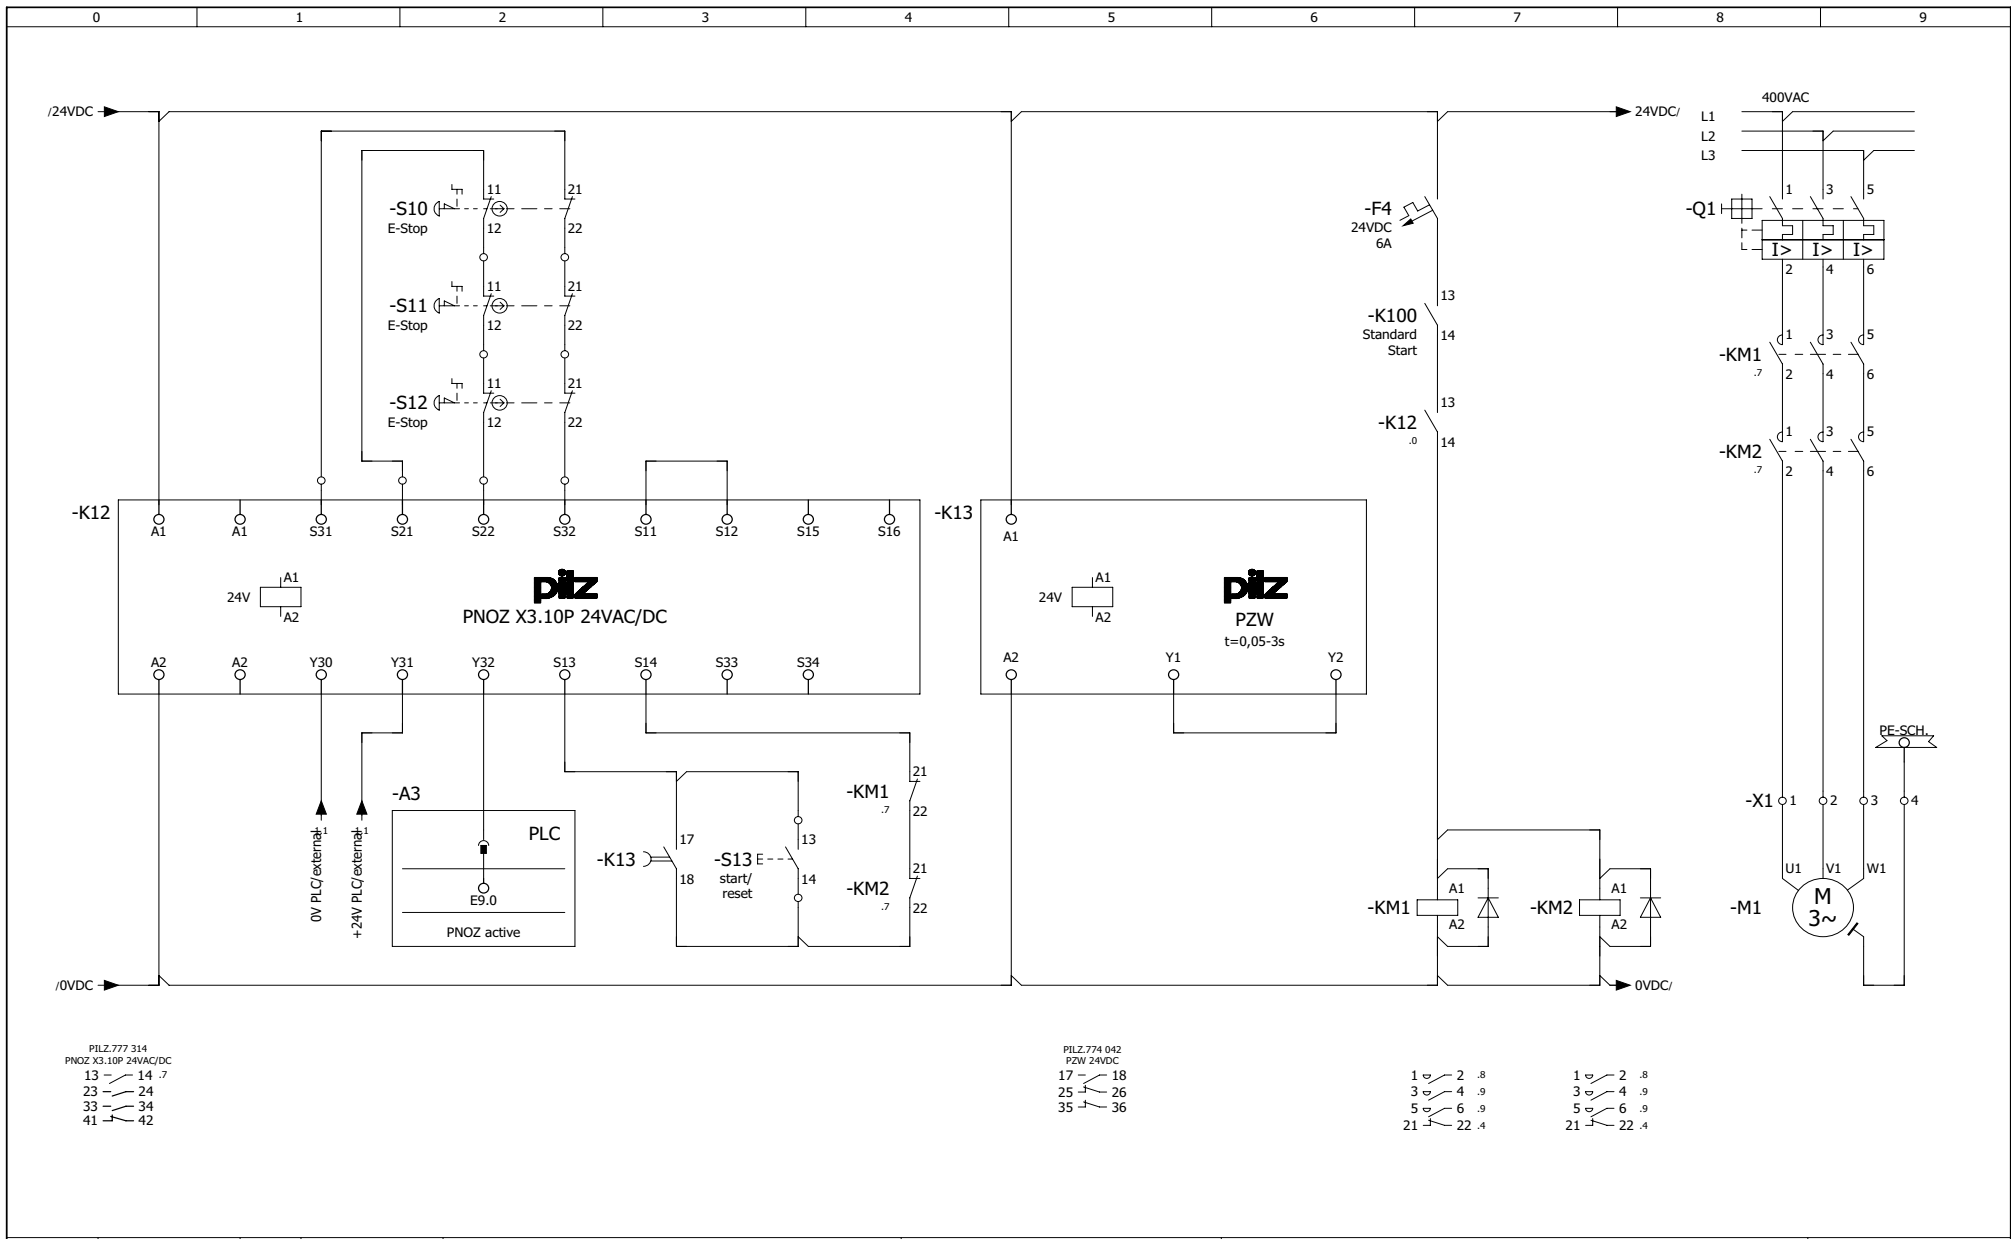 0 1 2 3 4 5 6 7 8 9
/24VDC
24VDC/
400VAC
L1
L2
L3
-S10
E-Stop
11 21
12 22
-S11
E-Stop
11 21
12 22
-S12
E-Stop
11 21
12 22
-F4
24VDC
6A
-K100
Standard
Start
13
14
-K12
.0
13
14
-Q1
1 3 5
I> I> I>
2 4 6
-KM1
.7
1 3 5
2 4 6
-KM2
.7
1 3 5
2 4 6
-K12
A1 A1 S31 S21 S22 S32 S11 S12 S15 S16
24V
A1
A2
pilz
PNOZ X3.10P 24VAC/DC
A2 A2 Y30 Y31 Y32 S13 S14 S33 S34
-K13
A1
24V
A1
A2
pilz
PZW
t=0,05-3s
A2 Y1 Y2
0V PLC/external
.1
+24V PLC/external
.1
-A3
PLC
E9.0
PNOZ active
-K13
17
18
-S13
start/
reset
13
14
E
-KM1
.7
21
22
-KM2
.7
21
22
-KM1
A1
A2
-KM2
A1
A2
PE-SCH.
-X1 1 2 3 4
U1 V1 W1
-M1
M
3~
/0VDC
0VDC/
PILZ.777 314
PNOZ X3.10P 24VAC/DC
13 14 .7
23 24
33 34
41 42
PILZ.774 042
PZW 24VDC
17 18
25 26
35 36
1 2 .8
3 4 .9
5 6 .9
21 22 .4
1 2 .8
3 4 .9
5 6 .9
21 22 .4